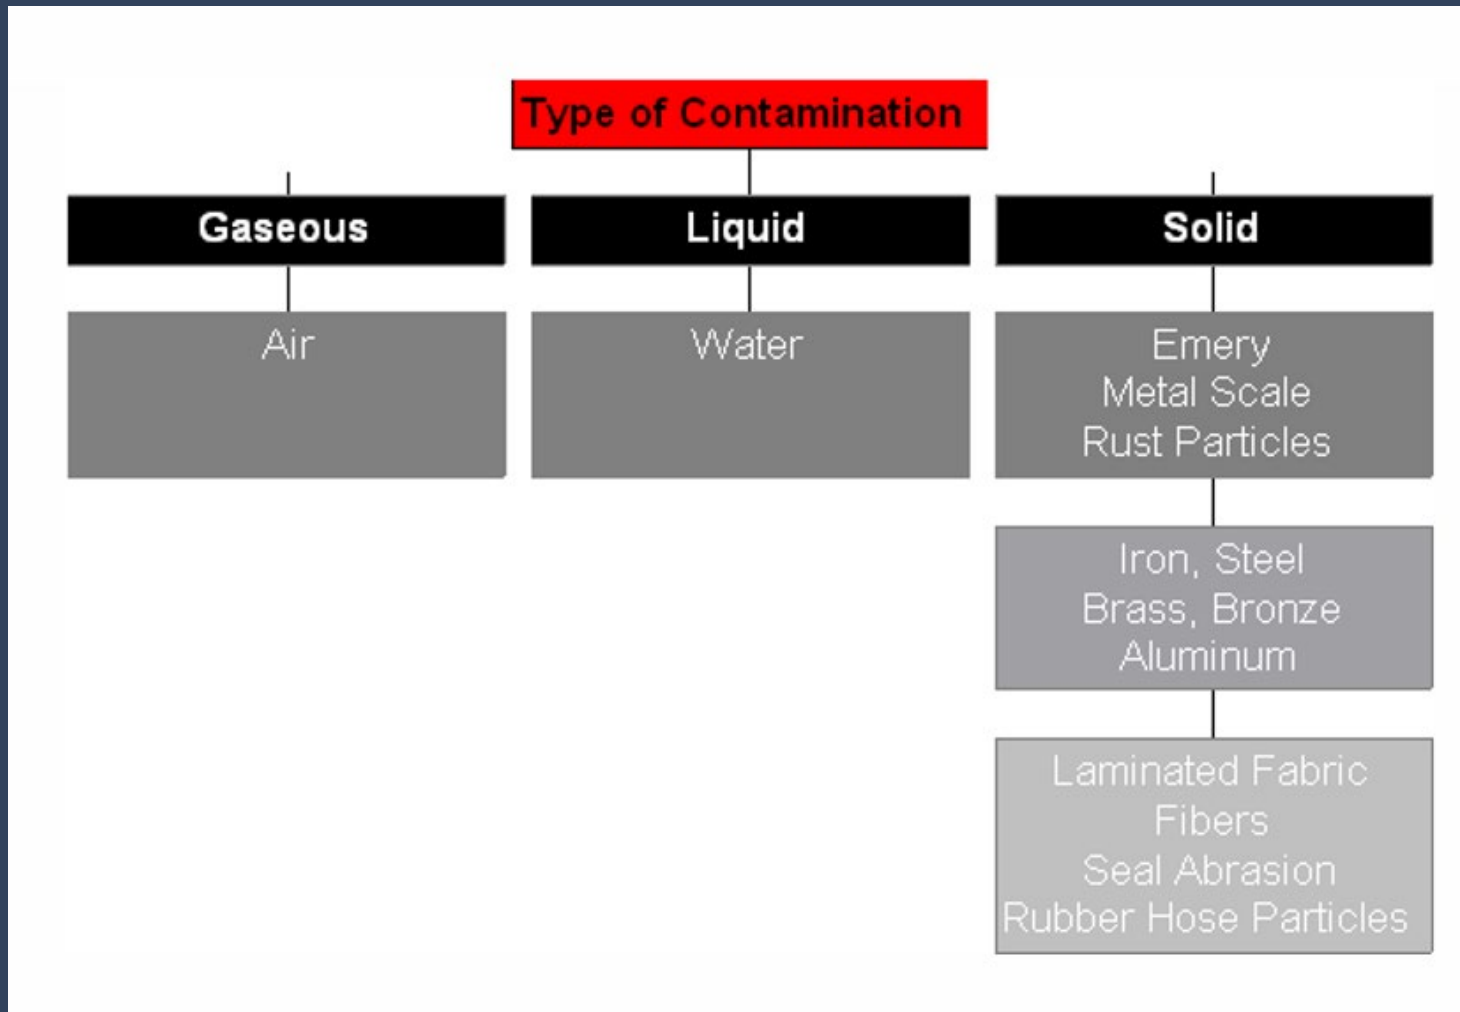 Type of Contamination
Gaseous
Liquid
Solid
Air
Water
Emery
Metal Scale
Rust Particles
Iron, Steel
Brass, Bronze
Aluminum
Laminated Fabric
Fibers
Seal Abrasion
Rubber Hose Particles